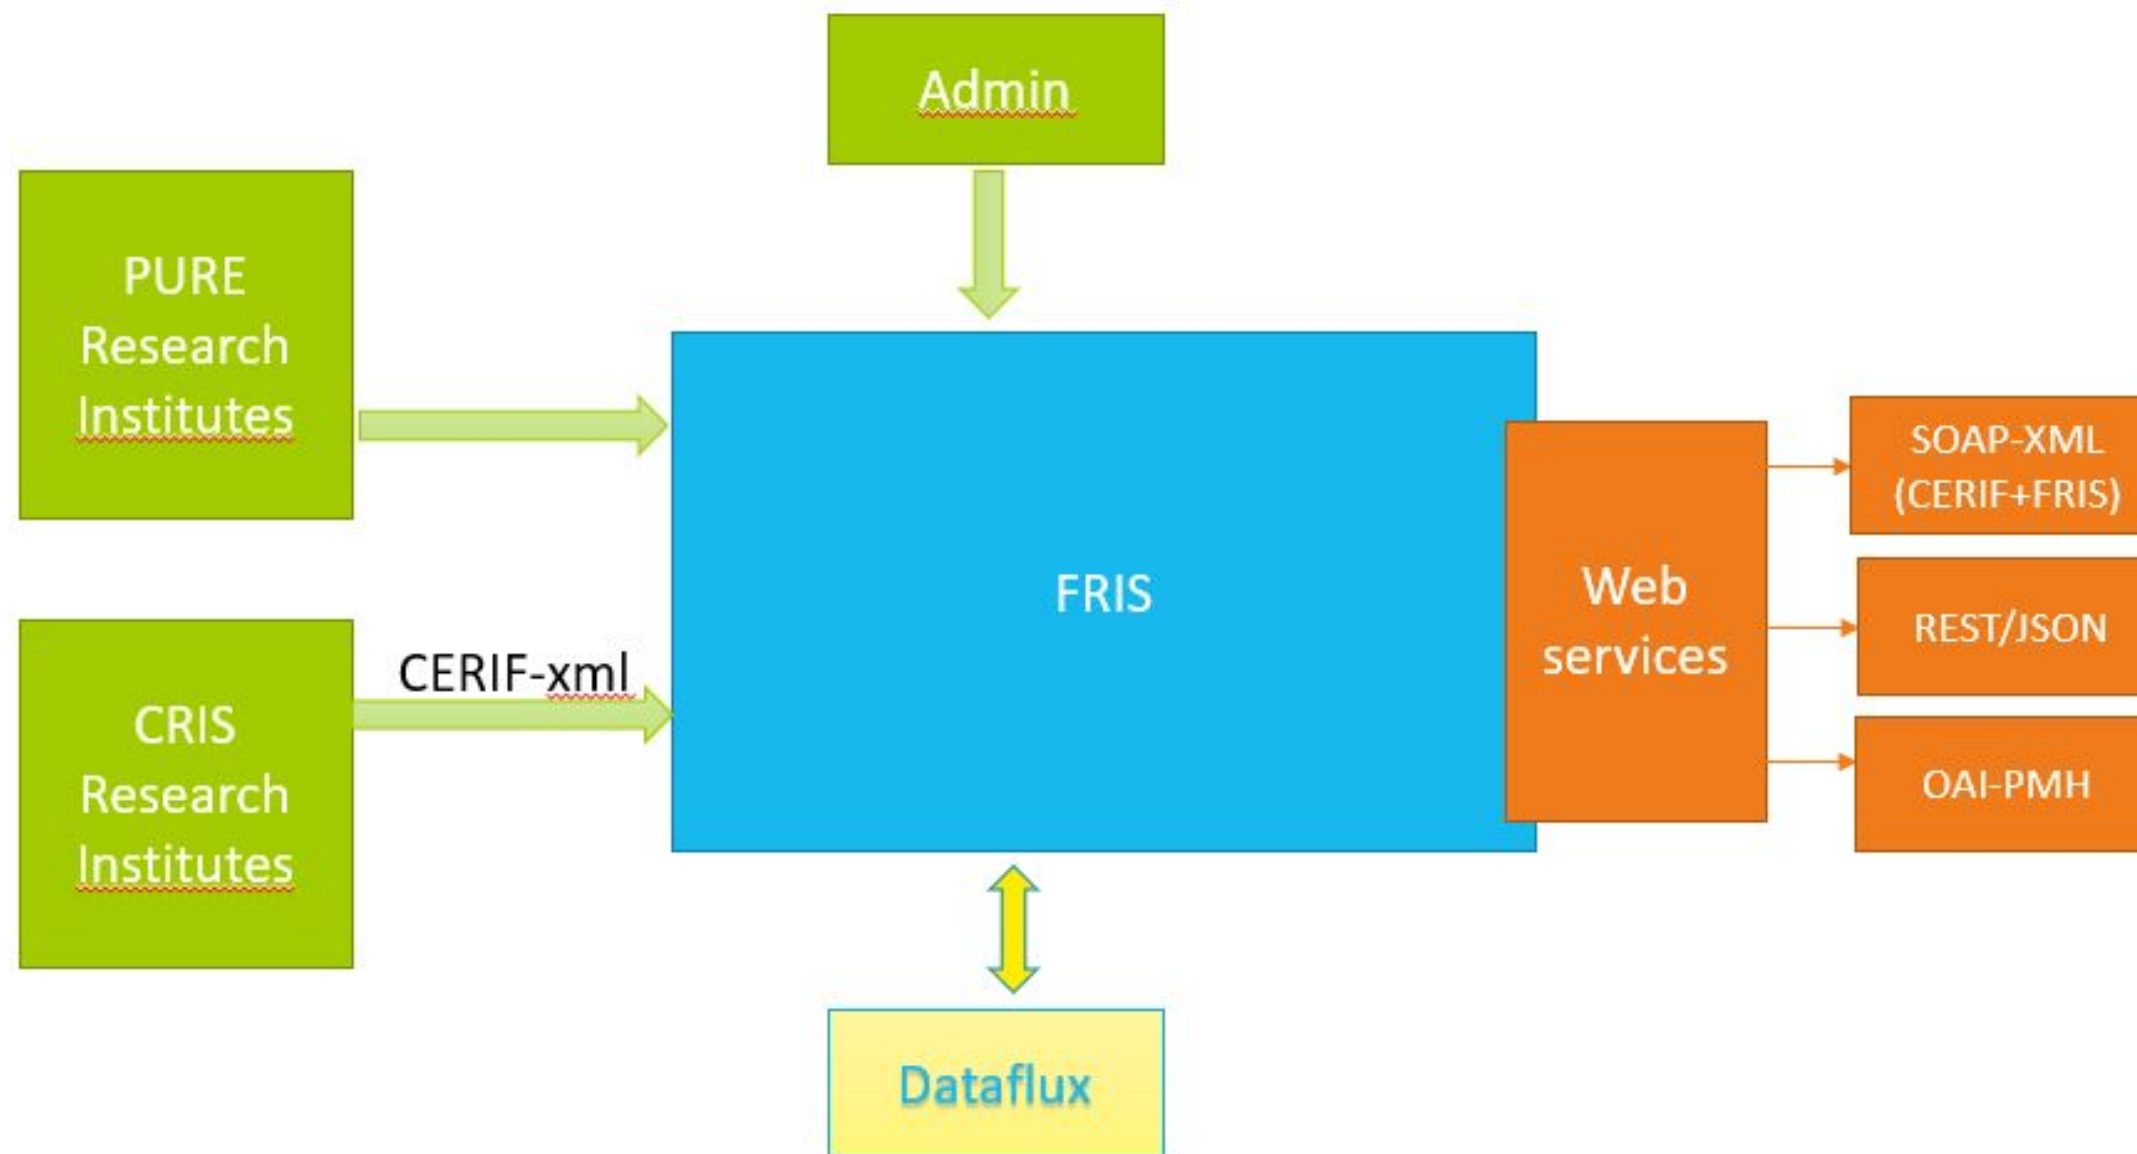 Admin
PURE
Research
Institutes
CERIF-xml
CRIS
Research
Institutes
FRIS
Web
services
SOAP-XML
(CERIF+FRIS)
REST/JSON
OAI-PMH
Dataflux